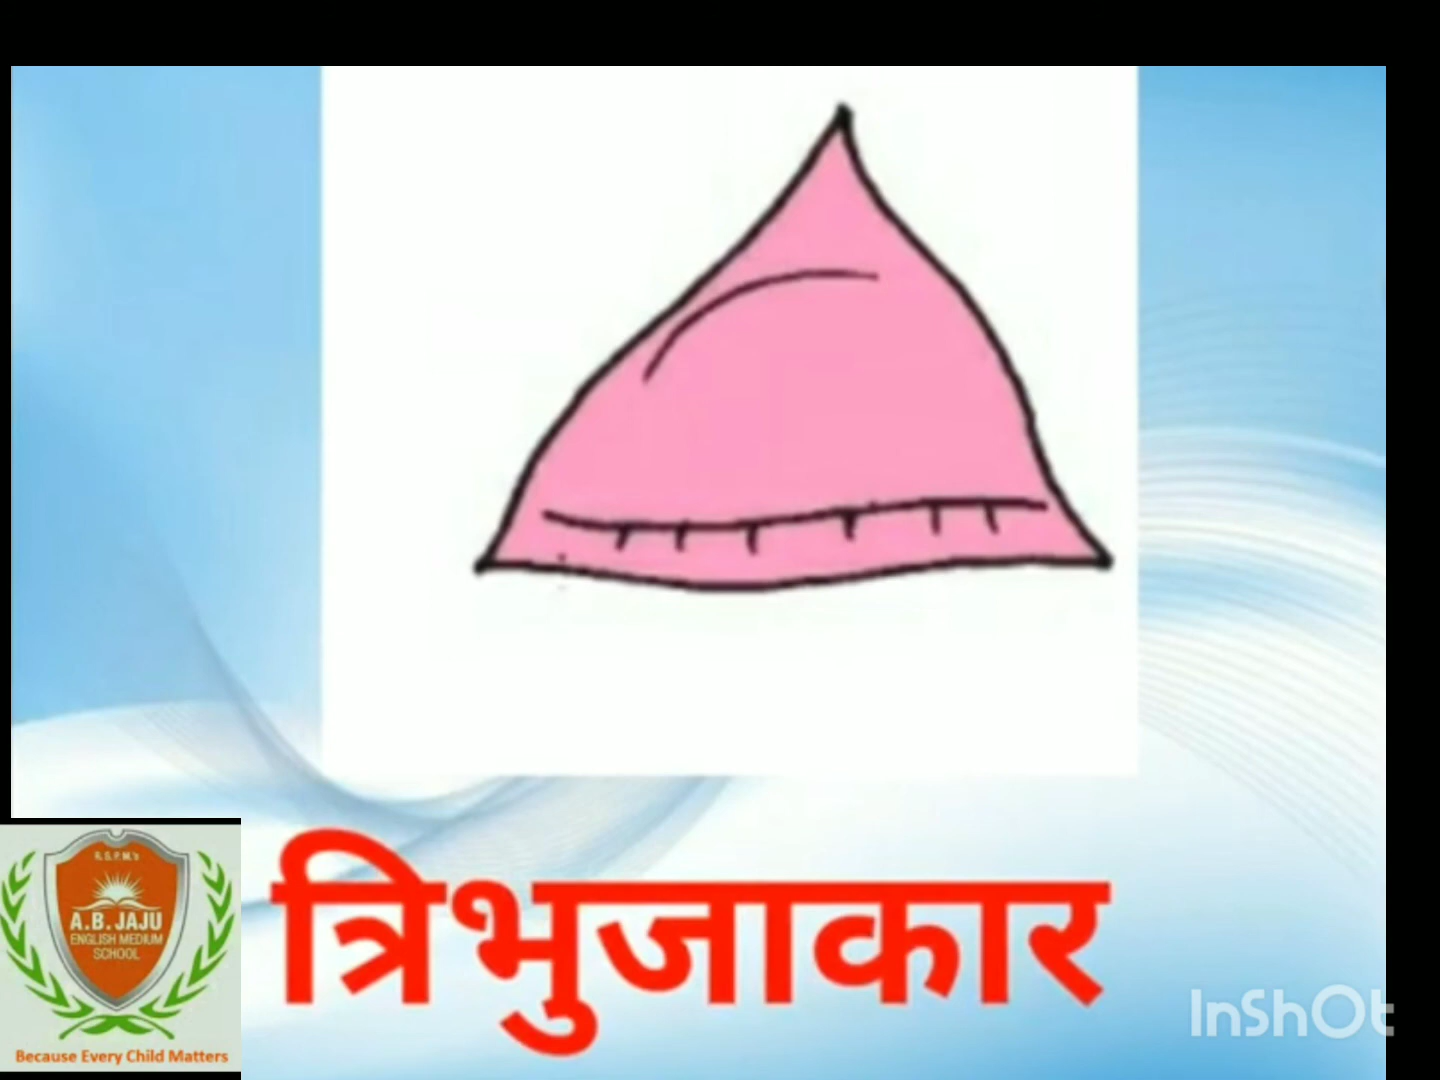 R.S.P.M.'s
A.B.JAJU
ENGLISH MEDIUM
SCHOOL
Because Every Child Matters
त्रिभुजाकार
InShOt